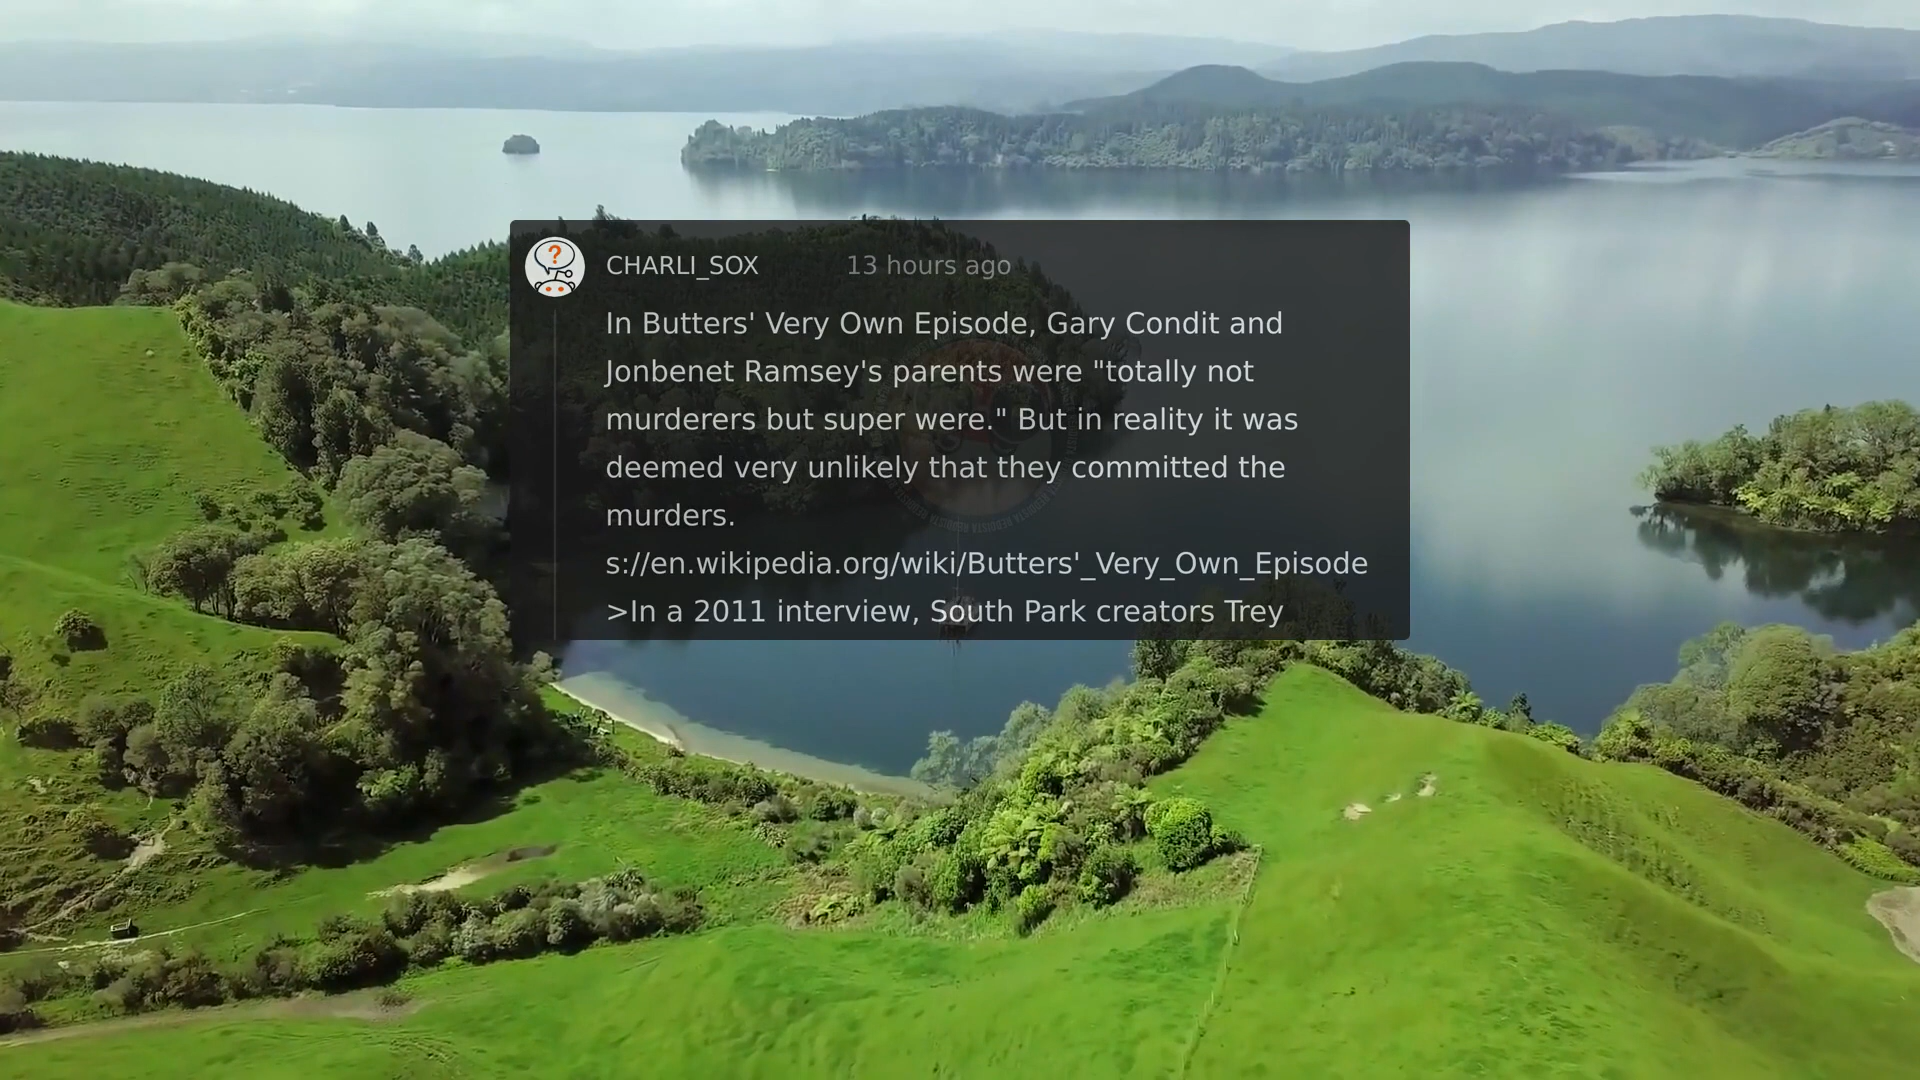 CHARLI_SOX 13 hours ago
In Butters' Very Own Episode, Gary Condit and
Jonbenet Ramsey's parents were "totally not
murderers but super were." But in reality it was
deemed very unlikely that they committed the
murders.
s://en.wikipedia.org/wiki/Butters'_Very_Own_Episode
>In a 2011 interview, South Park creators Trey